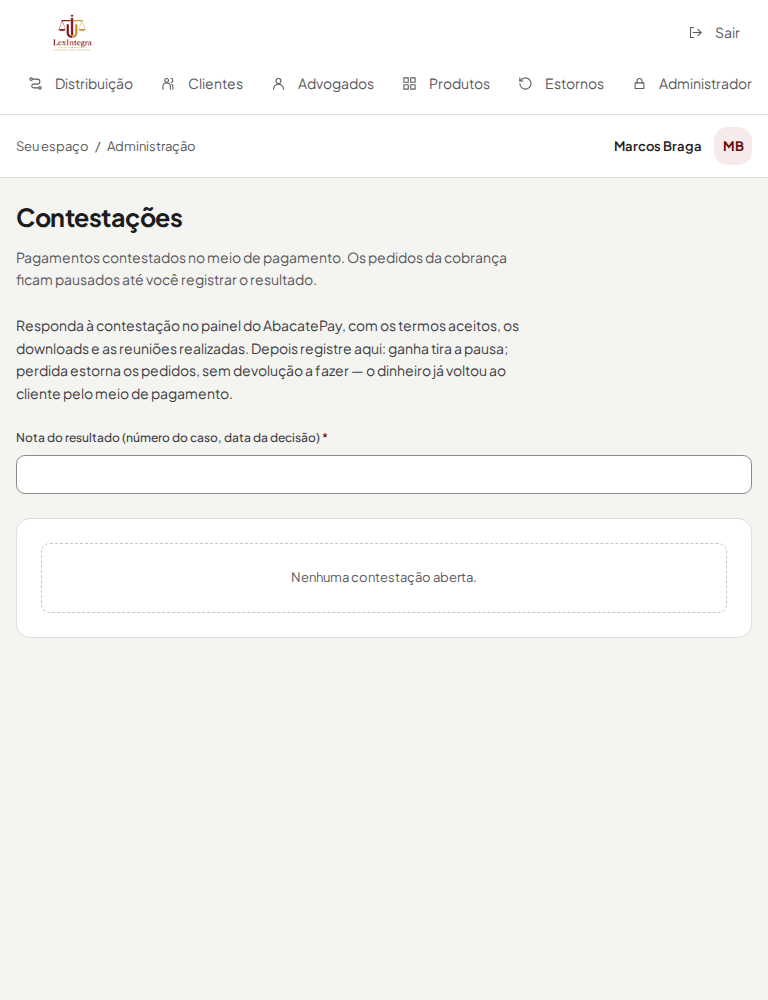 LexIntegra
Sair
Distribuição
Clientes
Advogados
Produtos
Estornos
Administrador
Seu espaço / Administração
Marcos Braga
MB
Contestações
Pagamentos contestados no meio de pagamento. Os pedidos da cobrança
ficam pausados até você registrar o resultado.
Responda à contestação no painel do AbacatePay, com os termos aceitos, os
downloads e as reuniões realizadas. Depois registre aqui: ganha tira a pausa;
perdida estorna os pedidos, sem devolução a fazer — o dinheiro já voltou ao
cliente pelo meio de pagamento.
Nota do resultado (número do caso, data da decisão) *
Nenhuma contestação aberta.